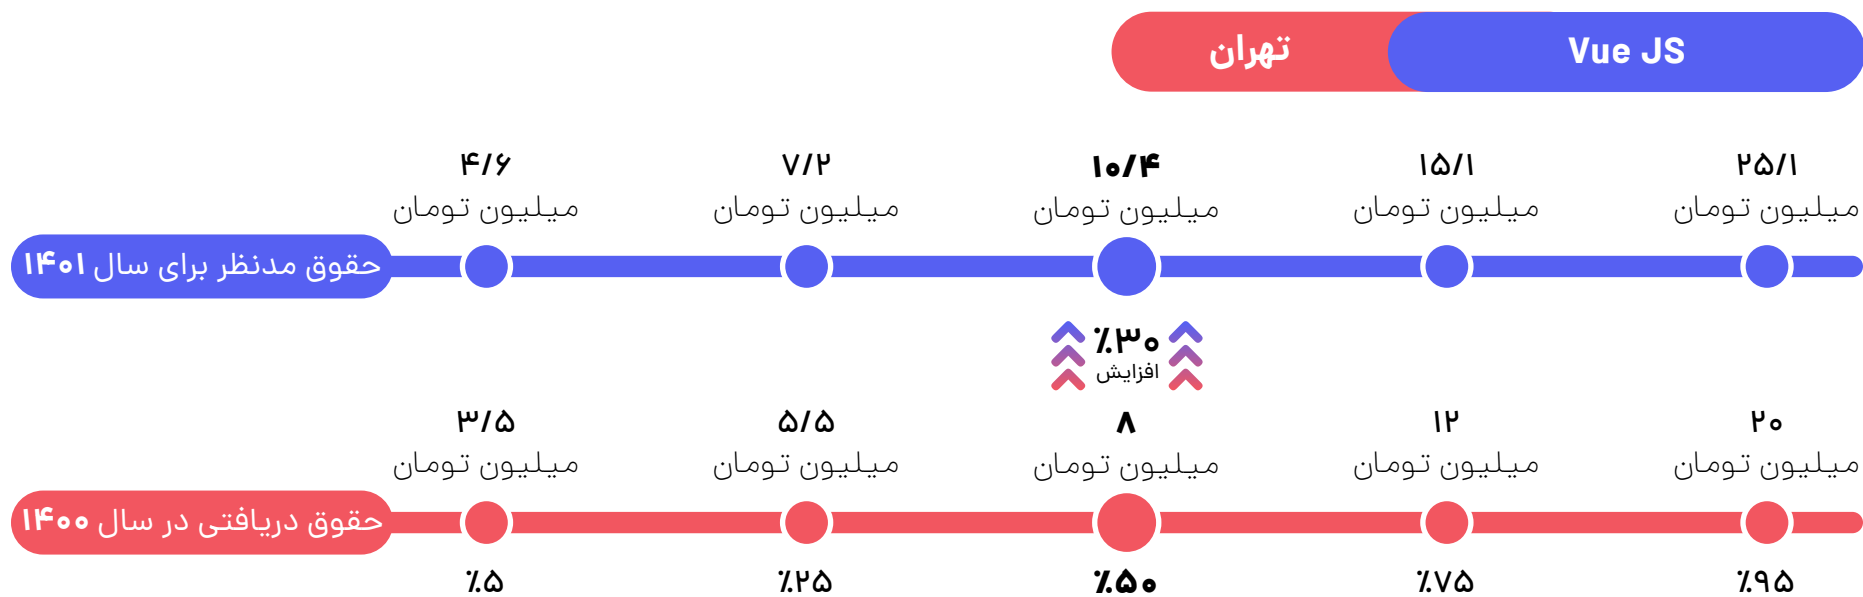 Vue JS
تهران
۲۵/۱
میلیون تومان
۱۵/۱
میلیون تومان
۱۰/۴
میلیون تومان
۷/۲
میلیون تومان
۴/۶
میلیون تومان
حقوق مدنظر برای سال ۱۴۰۱
٪۳۰
افزایش
۲۰
میلیون تومان
۱۲
میلیون تومان
۸
میلیون تومان
۵/۵
میلیون تومان
۳/۵
میلیون تومان
حقوق دریافتی در سال ۱۴۰۰
٪۹۵
٪۷۵
٪۵۰
٪۲۵
٪۵